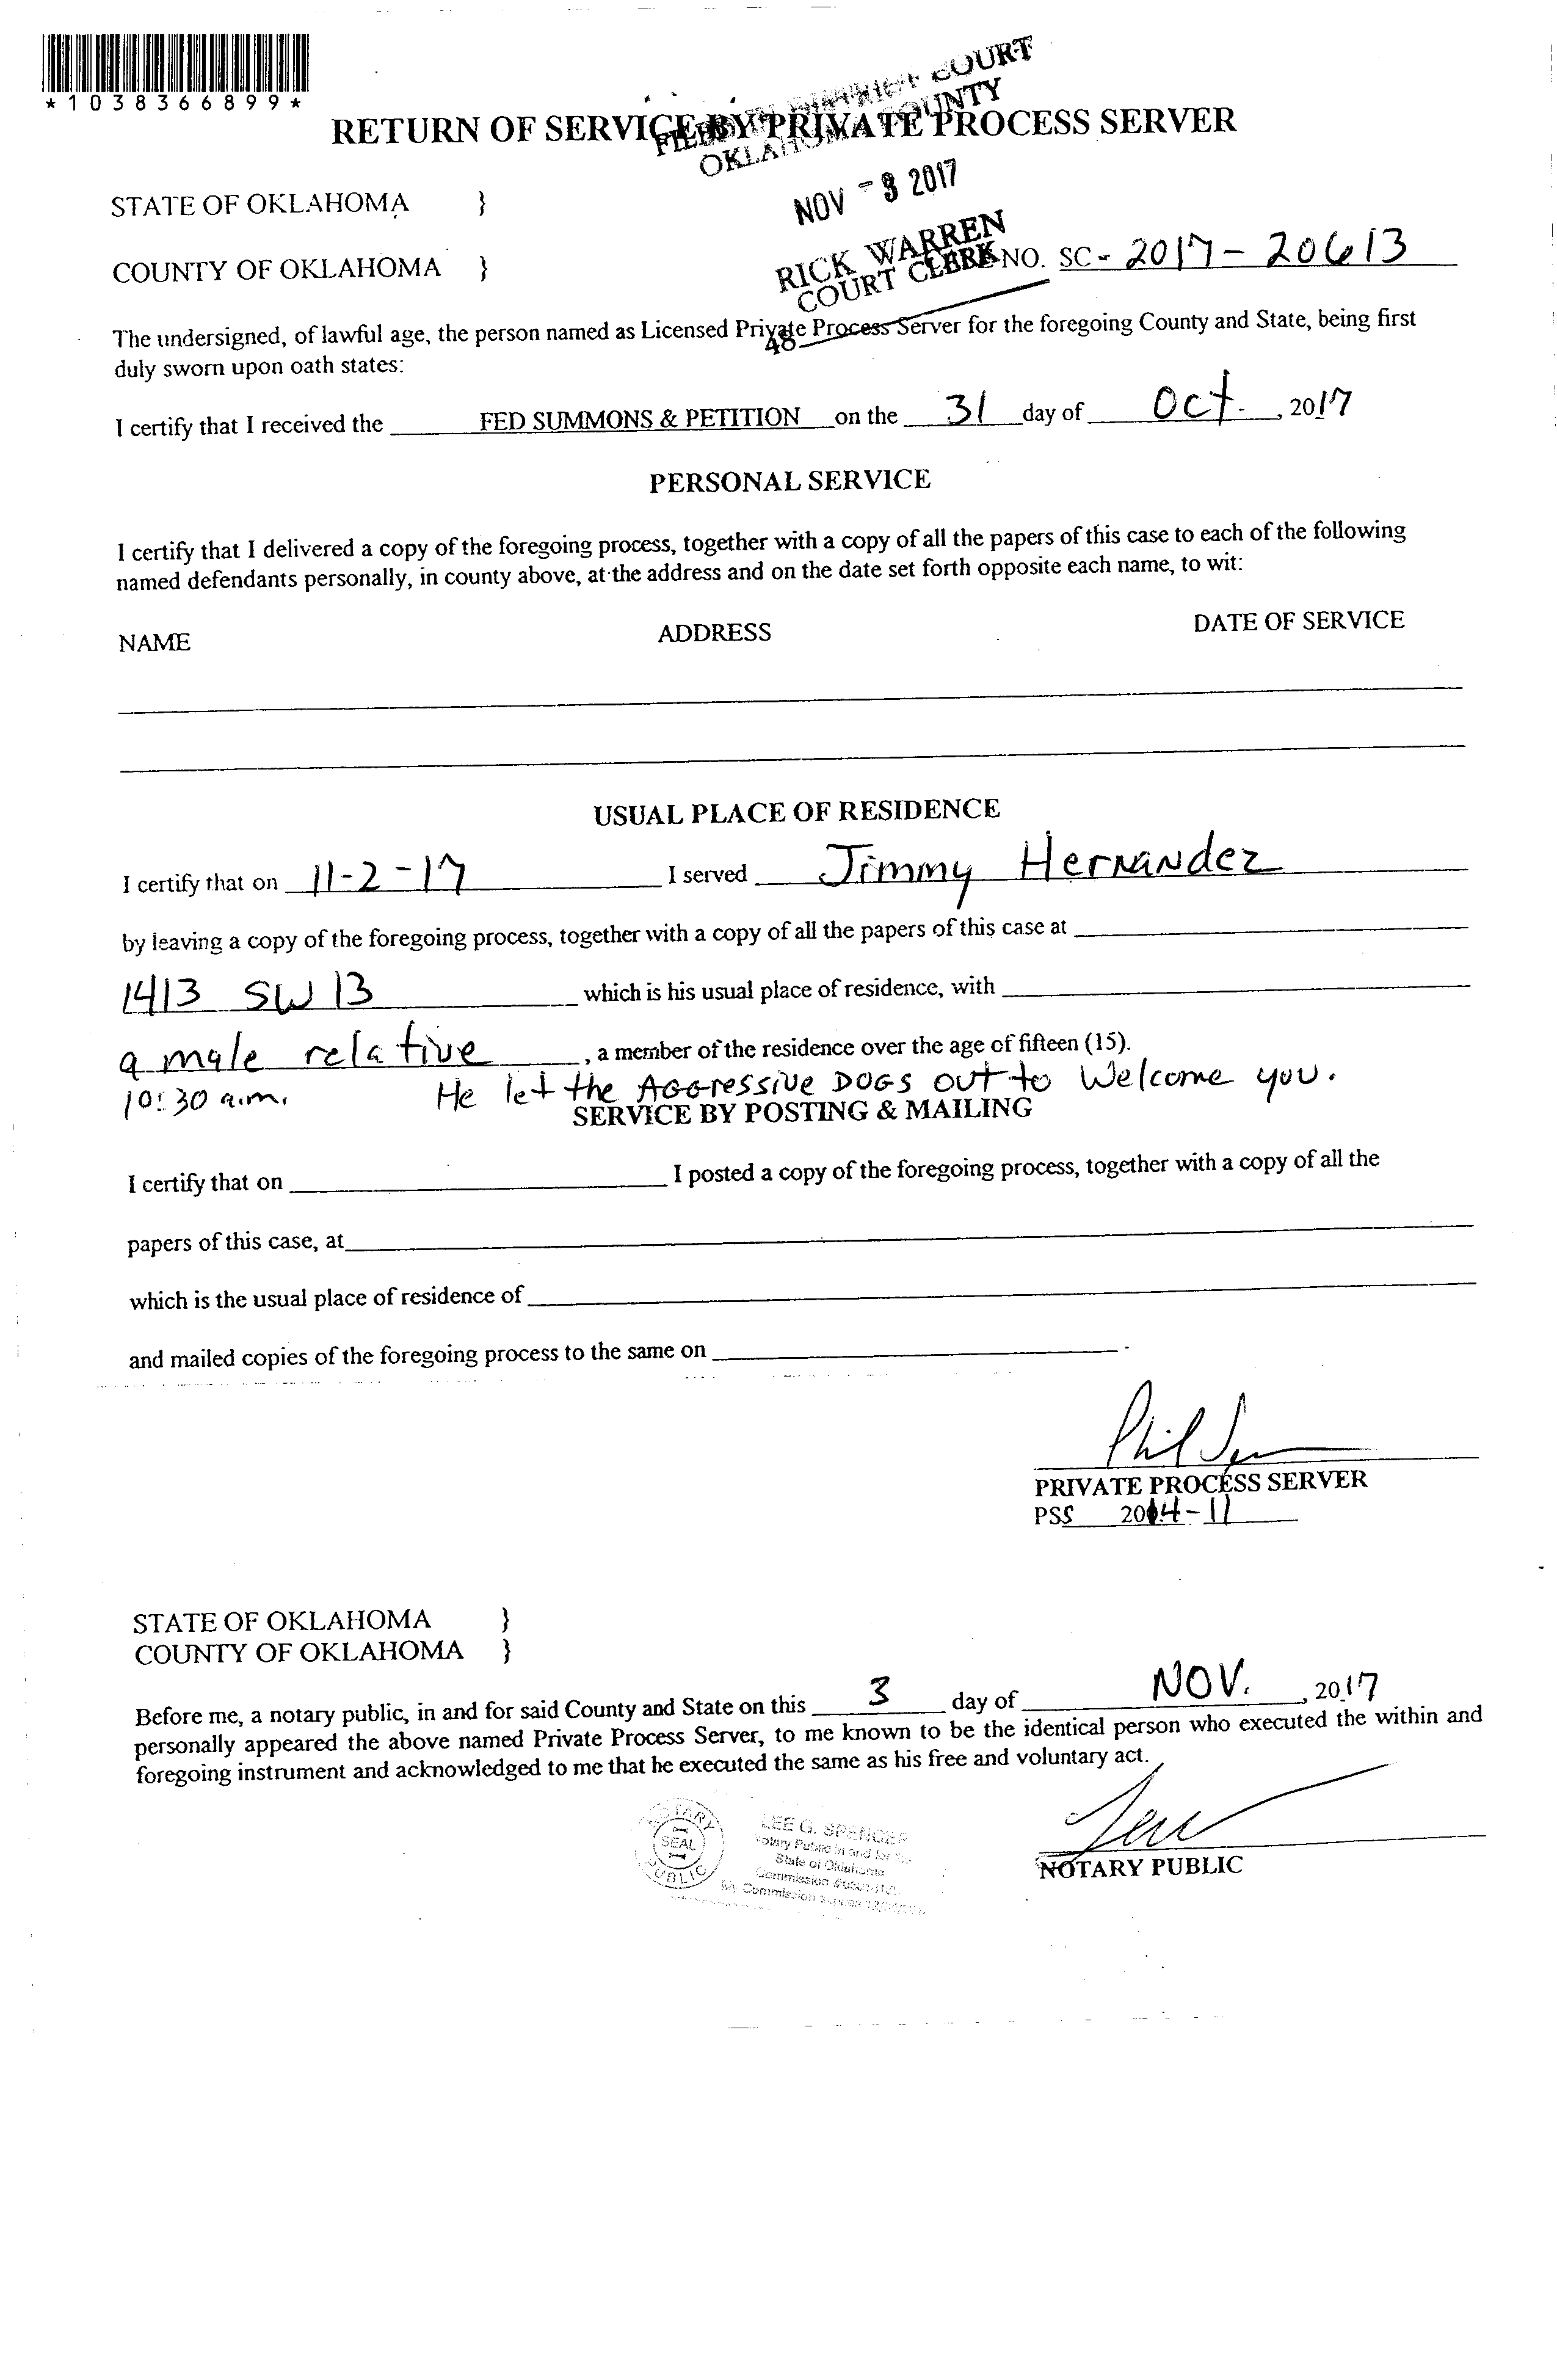 *1038366899*
COURT
COUNTY
RETURN OF SERVICE BY PRIVATE PROCESS SERVER
OKLAHOMA
NOV - 3 2017
STATE OF OKLAHOMA }
RICK WARREN
COURT CLERK
COUNTY OF OKLAHOMA } NO. SC - 2017 - 20613
The undersigned, of lawful age, the person named as Licensed Private Process Server for the foregoing County and State, being first
48
duly sworn upon oath states:
I certify that I received the FED SUMMONS & PETITION on the 31 day of Oct. , 2017
PERSONAL SERVICE
I certify that I delivered a copy of the foregoing process, together with a copy of all the papers of this case to each of the following
named defendants personally, in county above, at the address and on the date set forth opposite each name, to wit:
NAME ADDRESS DATE OF SERVICE
USUAL PLACE OF RESIDENCE
I certify that on 11-2-17 I served Jimmy Hernandez
by leaving a copy of the foregoing process, together with a copy of all the papers of this case at
1413 SW 13 which is his usual place of residence, with
a male relative , a member of the residence over the age of fifteen (15).
10:30 a.m. He let the Aggressive DOGS out to Welcome you.
SERVICE BY POSTING & MAILING
I certify that on I posted a copy of the foregoing process, together with a copy of all the
papers of this case, at
which is the usual place of residence of
and mailed copies of the foregoing process to the same on .
PRIVATE PROCESS SERVER
PSS 2014-11
STATE OF OKLAHOMA }
COUNTY OF OKLAHOMA }
Before me, a notary public, in and for said County and State on this 3 day of NOV. , 2017
personally appeared the above named Private Process Server, to me known to be the identical person who executed the within and
foregoing instrument and acknowledged to me that he executed the same as his free and voluntary act.
NOTARY PUBLIC
SEAL
LEE G. SPENCER
Notary Public in and for the
State of Oklahoma
Commission
My Commission
NOTARY PUBLIC